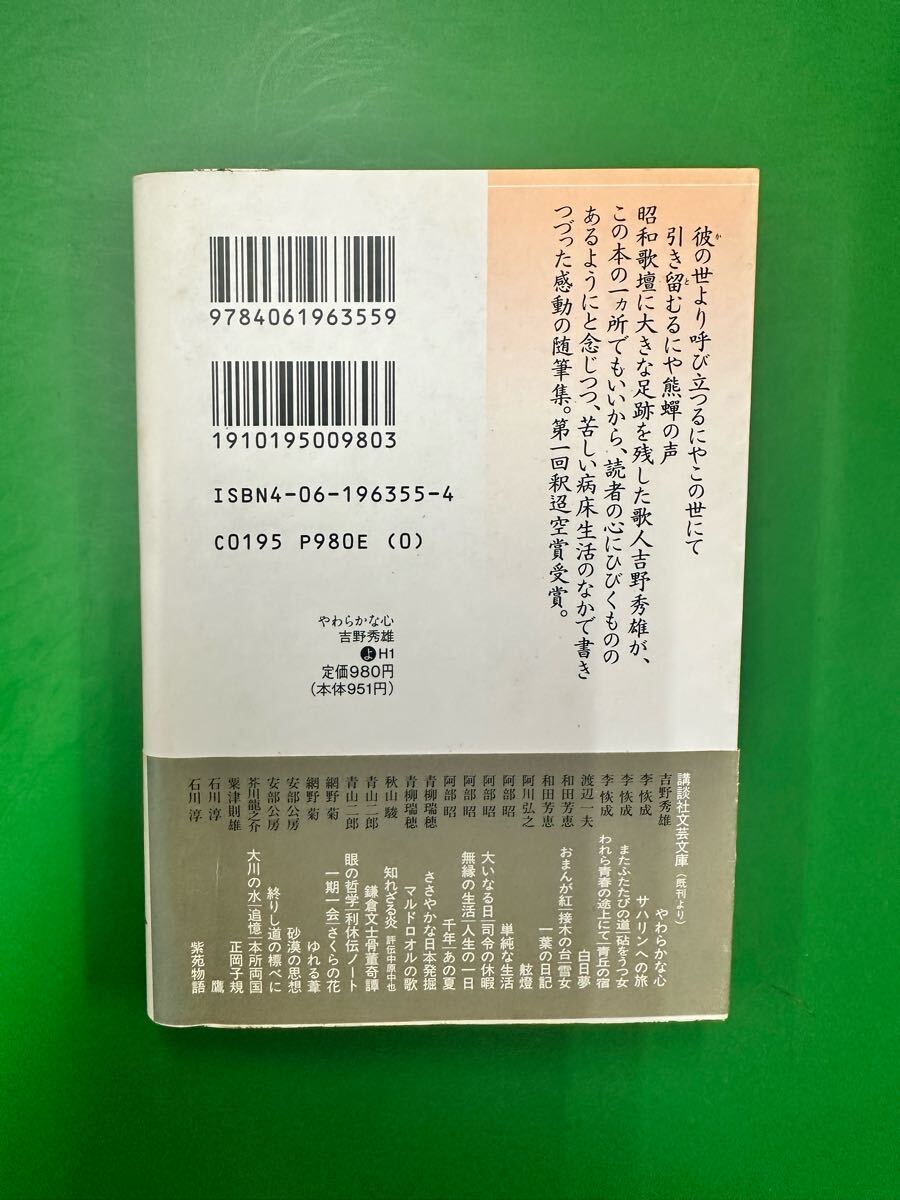 彼の世より呼び立つるにやこの世にて
引き留むるにや熊蟬の声
昭和歌壇に大きな足跡を残した歌人吉野秀雄が、
この本の一ヵ所でもいいから、読者の心にひびくものの
あるようにと念じつつ、苦しい病床生活のなかで書き
つづった感動の随筆集。第一回釈迢空賞受賞。
9784061963559
1910195009803
ISBN4-06-196355-4
C0195 P980E (0)
やわらかな心
吉野秀雄
よH1
定価980円
(本体951円)
講談社文芸文庫(既刊より)
吉野秀雄 やわらかな心
李 恢成 サハリンへの旅
李 恢成 またふたたびの道|砧をうつ女
李 恢成 われら青春の途上にて|青丘の宿
渡辺一夫 白日夢
和田芳恵 おまんが紅|接木の台|雪女
和田芳恵 一葉の日記
阿川弘之 舷燈
阿部 昭 単純な生活
阿部 昭 大いなる日|司令の休暇
阿部 昭 無縁の生活|人生の一日
阿部 昭 千年|あの夏
青柳瑞穂 ささやかな日本発掘
青柳瑞穂 マルドロオルの歌
秋山 駿 知れざる炎 評伝中原中也
青山二郎 鎌倉文士骨董奇譚
青山二郎 眼の哲学|利休伝ノート
網野 菊 一期一会|さくらの花
網野 菊 ゆれる葦
安部公房 砂漠の思想
安部公房 終りし道の標べに
芥川龍之介 大川の水|追憶|本所両国
粟津則雄 正岡子規
石川 淳 鷹
石川 淳 紫苑物語